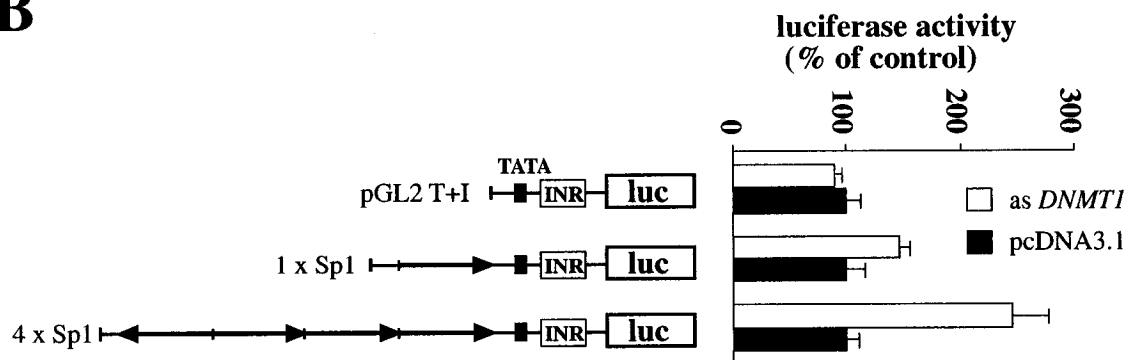 B
luciferase activity
(% of control)
0 100 200 300
TATA
pGL2 T+I INR luc
as DNMT1
pcDNA3.1
1 x Sp1 INR luc
4 x Sp1 INR luc